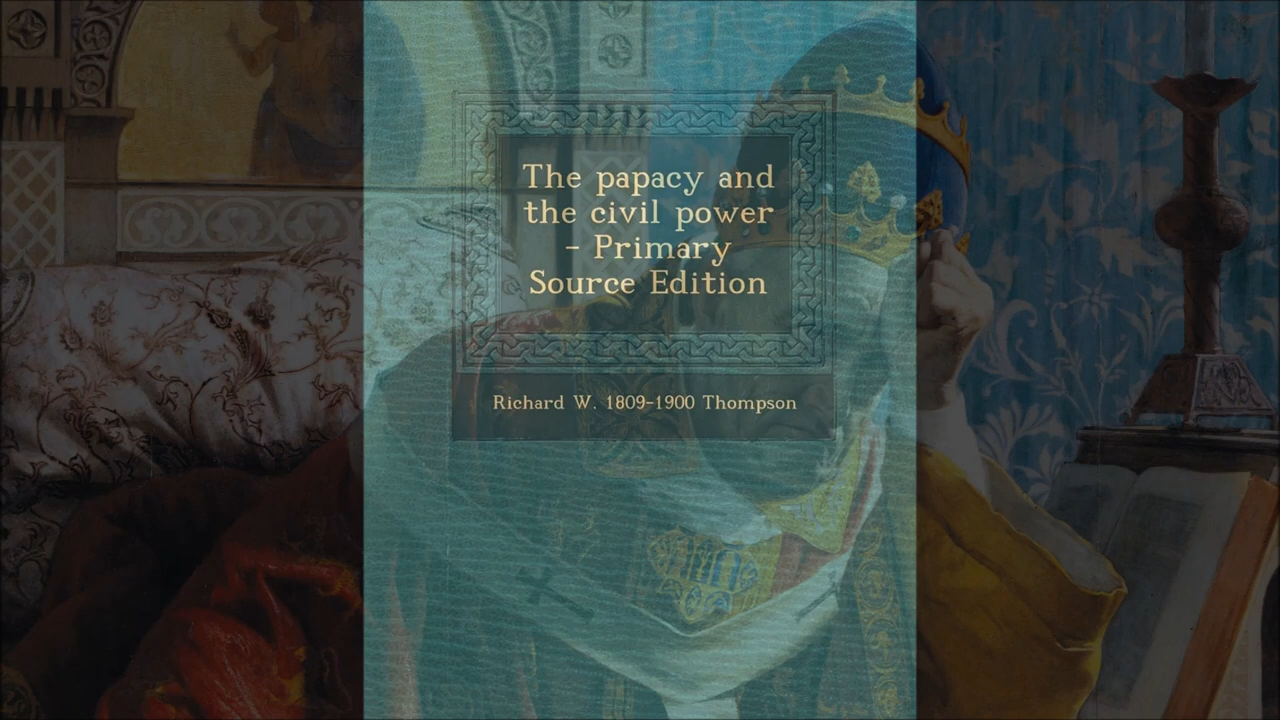 The papacy and
the civil power
- Primary
Source Edition
Richard W. 1809-1900 Thompson